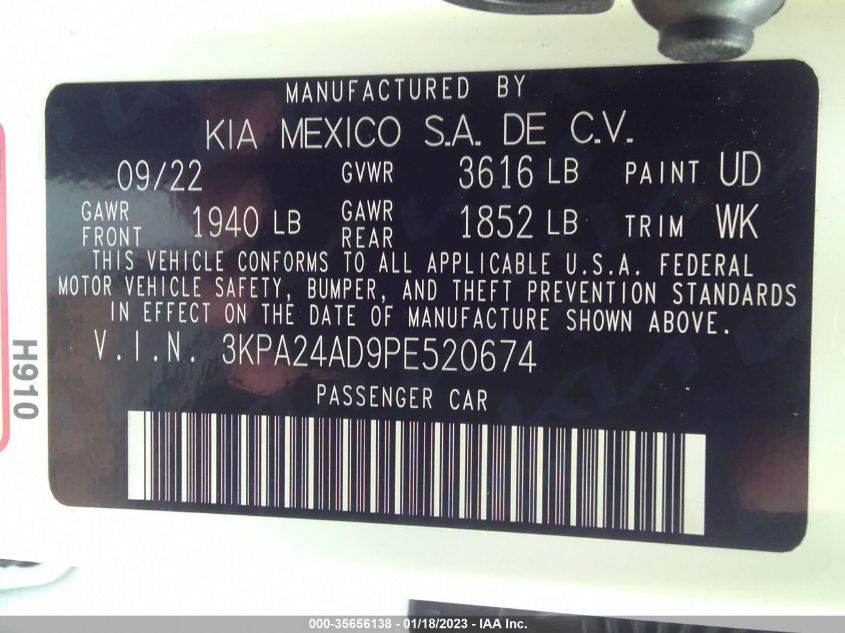 MANUFACTURED BY
KIA MEXICO S.A. DE C.V.
09/22 GVWR 3616 LB PAINT UD
GAWR FRONT 1940 LB GAWR REAR 1852 LB TRIM WK
THIS VEHICLE CONFORMS TO ALL APPLICABLE U.S.A. FEDERAL
MOTOR VEHICLE SAFETY, BUMPER, AND THEFT PREVENTION STANDARDS
IN EFFECT ON THE DATE OF MANUFACTURE SHOWN ABOVE.
V.I.N. 3KPA24AD9PE520674
PASSENGER CAR
H910
000-35656138 - 01/18/2023 - IAA Inc.